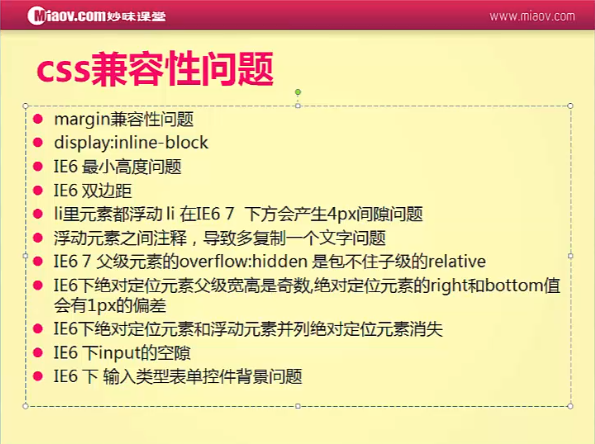 Miaov.com妙味课堂
www.miaov.com
css兼容性问题
margin兼容性问题
display:inline-block
IE6 最小高度问题
IE6 双边距
li里元素都浮动 li 在IE6 7 下方会产生4px间隙问题
浮动元素之间注释，导致多复制一个文字问题
IE6 7 父级元素的overflow:hidden 是包不住子级的relative
IE6下绝对定位元素父级宽高是奇数,绝对定位元素的right和bottom值
会有1px的偏差
IE6下绝对定位元素和浮动元素并列绝对定位元素消失
IE6 下input的空隙
IE6 下 输入类型表单控件背景问题